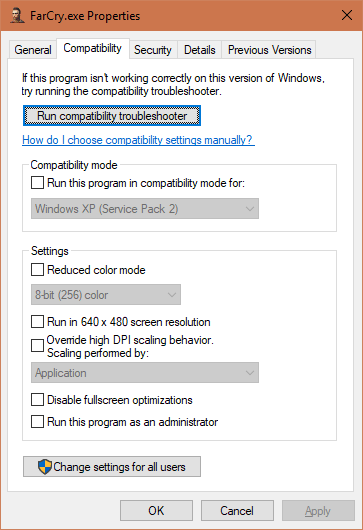 FarCry.exe Properties
General
Compatibility
Security
Details
Previous Versions
If this program isn't working correctly on this version of Windows,
try running the compatibility troubleshooter.
Run compatibility troubleshooter
How do I choose compatibility settings manually?
Compatibility mode
Run this program in compatibility mode for:
Windows XP (Service Pack 2)
Settings
Reduced color mode
8-bit (256) color
Run in 640 x 480 screen resolution
Override high DPI scaling behavior.
Scaling performed by:
Application
Disable fullscreen optimizations
Run this program as an administrator
Change settings for all users
OK
Cancel
Apply